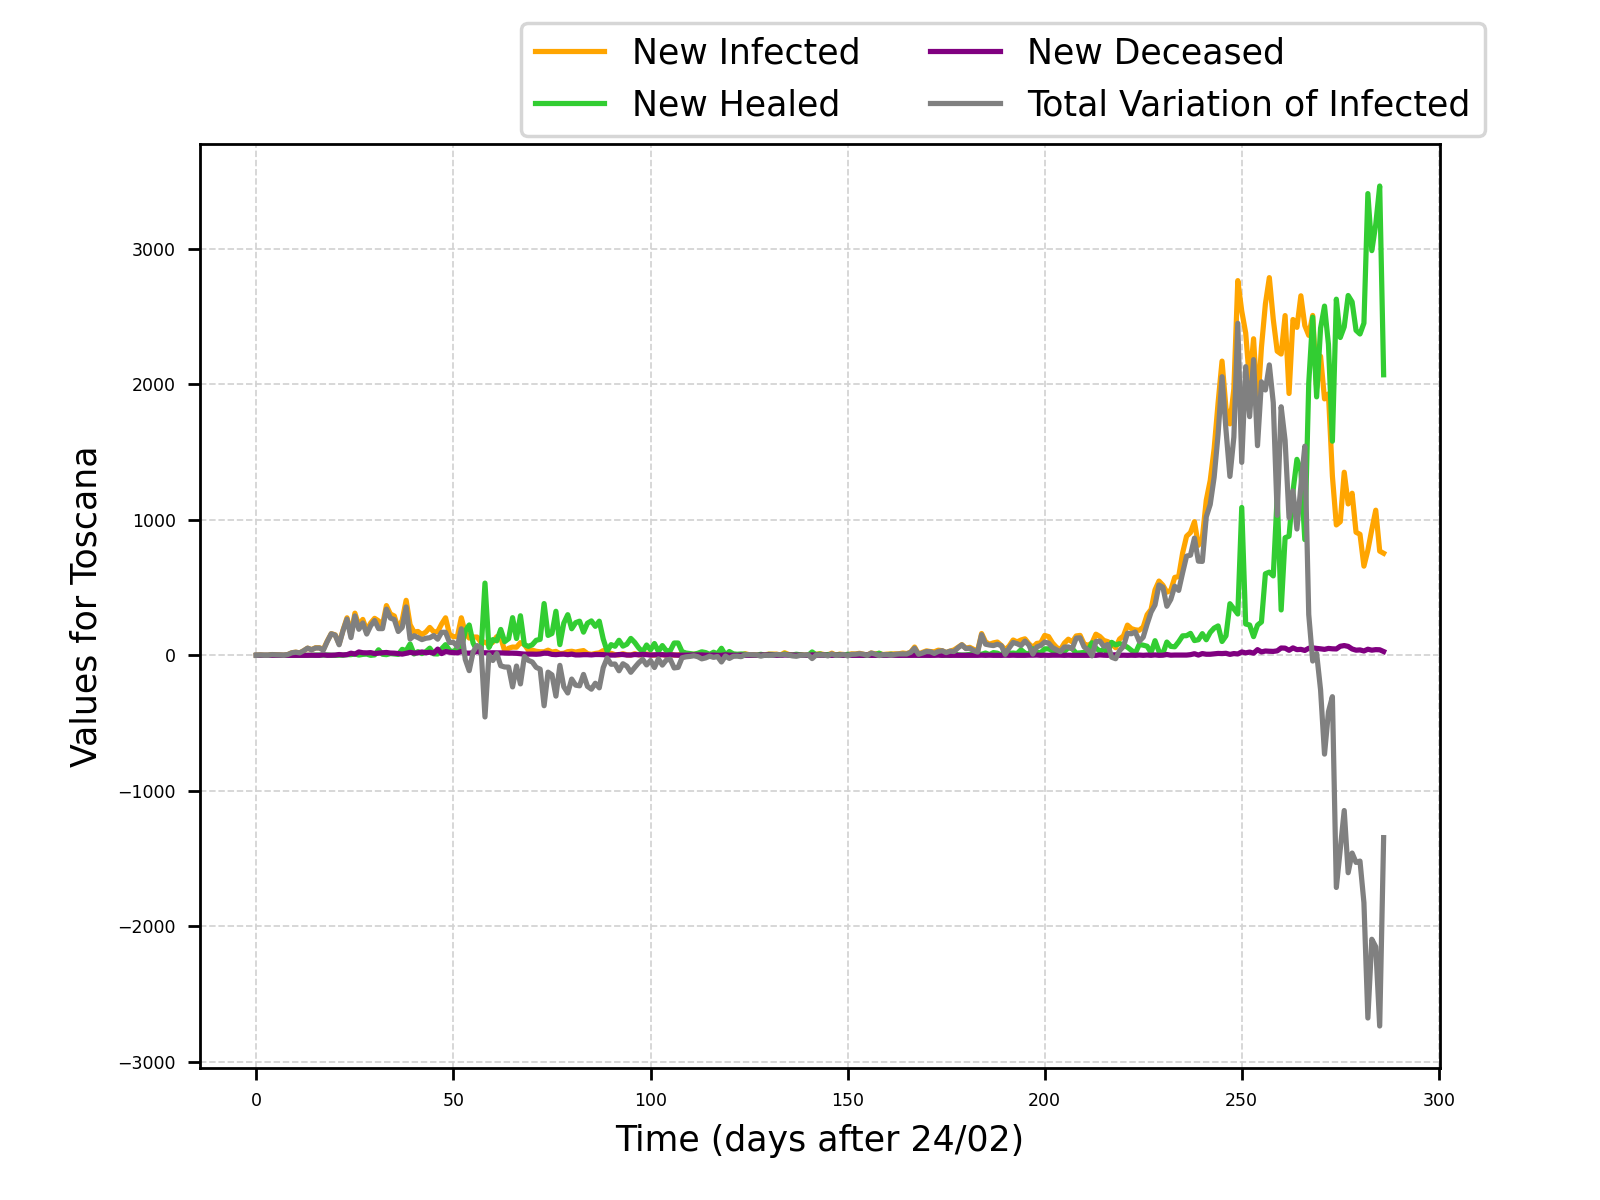 New Infected
New Healed
New Deceased
Total Variation of Infected
Values for Toscana
3000
2000
1000
0
−1000
−2000
−3000
0 50 100 150 200 250 300
Time (days after 24/02)